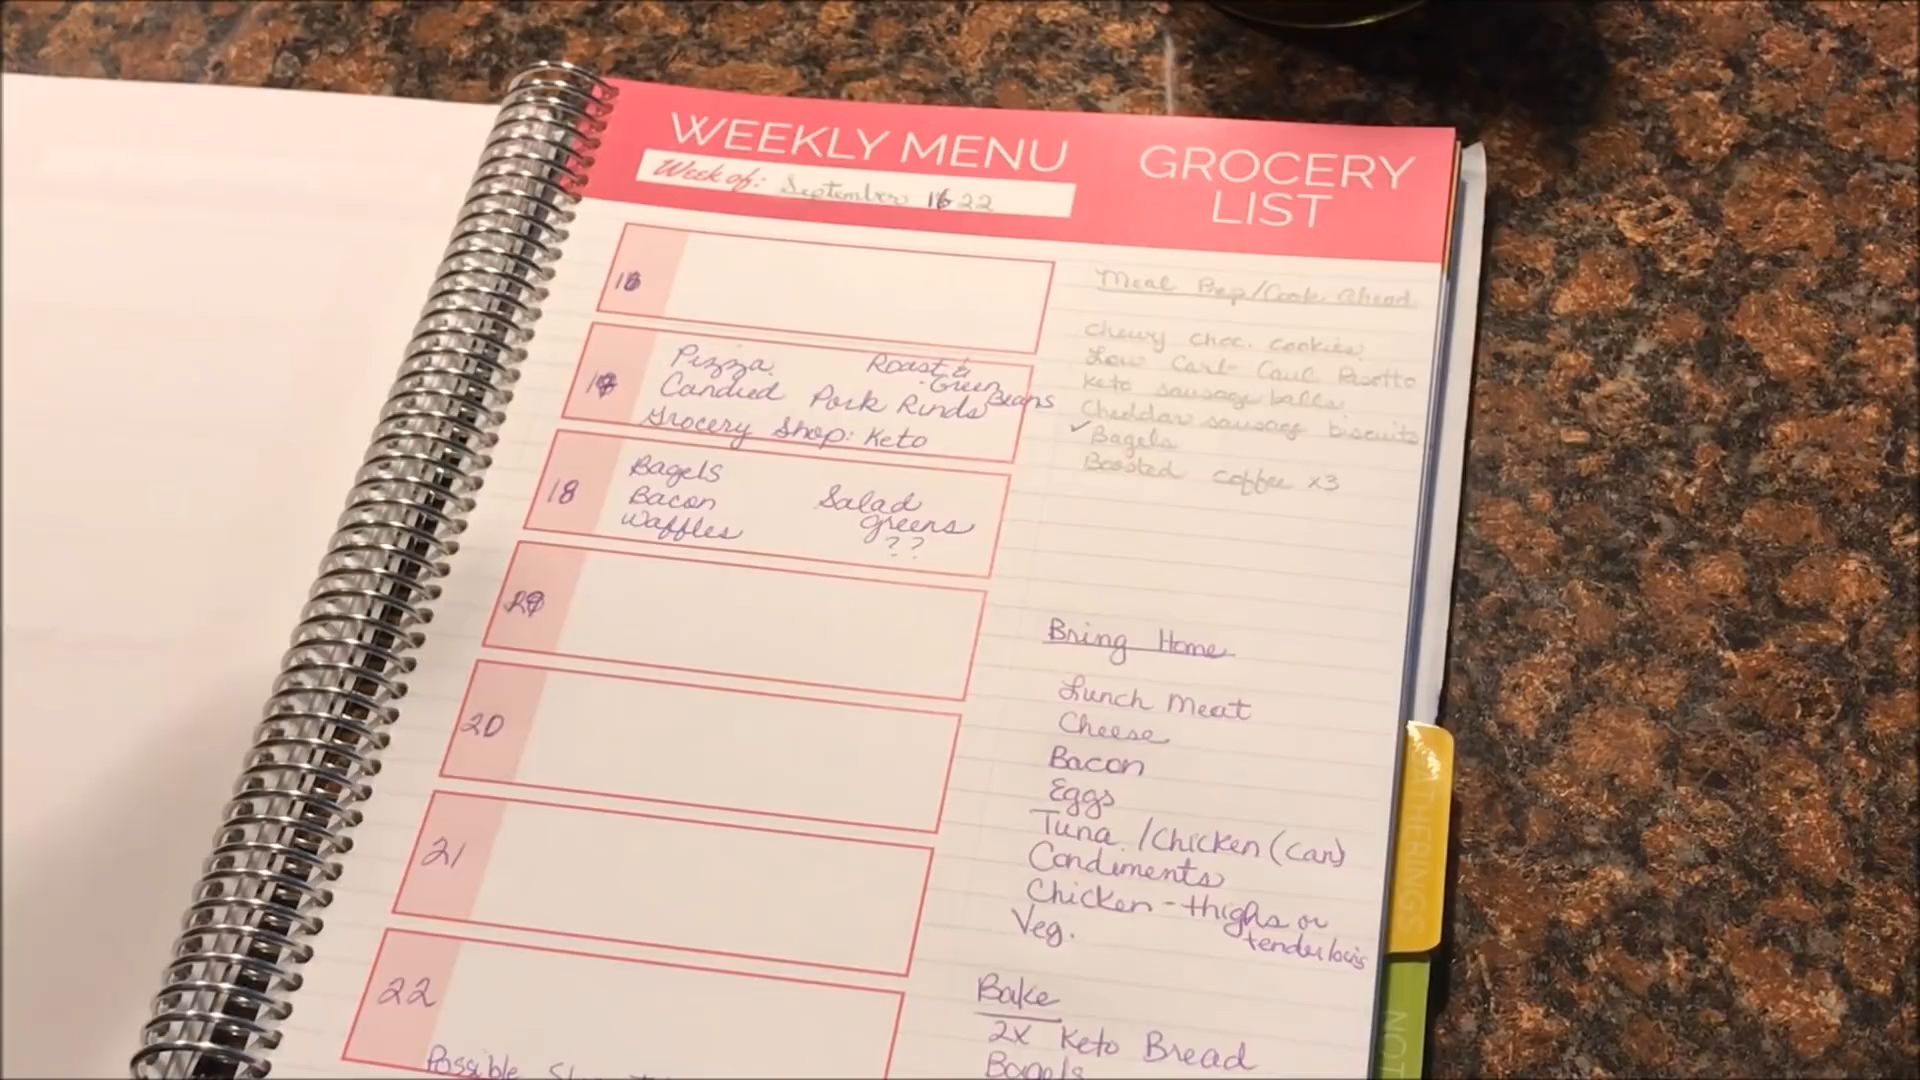 WEEKLY MENU
Week of: September 16 22
16
Pizza Roast &
Green Beans
Candied Pork Rinds
Grocery Shop: Keto
18
Bagels
Bacon Salad
Waffles Greens
??
20
21
22
Possible
GROCERY
LIST
Meal Prep/Cook Ahead
Chewy choc. cookies
Low Carb Caul Risotto
Keto sausage balls
Cheddar sausage biscuits
✓Bagels
Boosted coffee x3
Bring Home
Lunch Meat
Cheese
Bacon
Eggs
Tuna /Chicken (can)
Condiments
Chicken - thighs or
tenderloins
Veg.
Bake
2x Keto Bread
Bagels
GATHERINGS
NOT